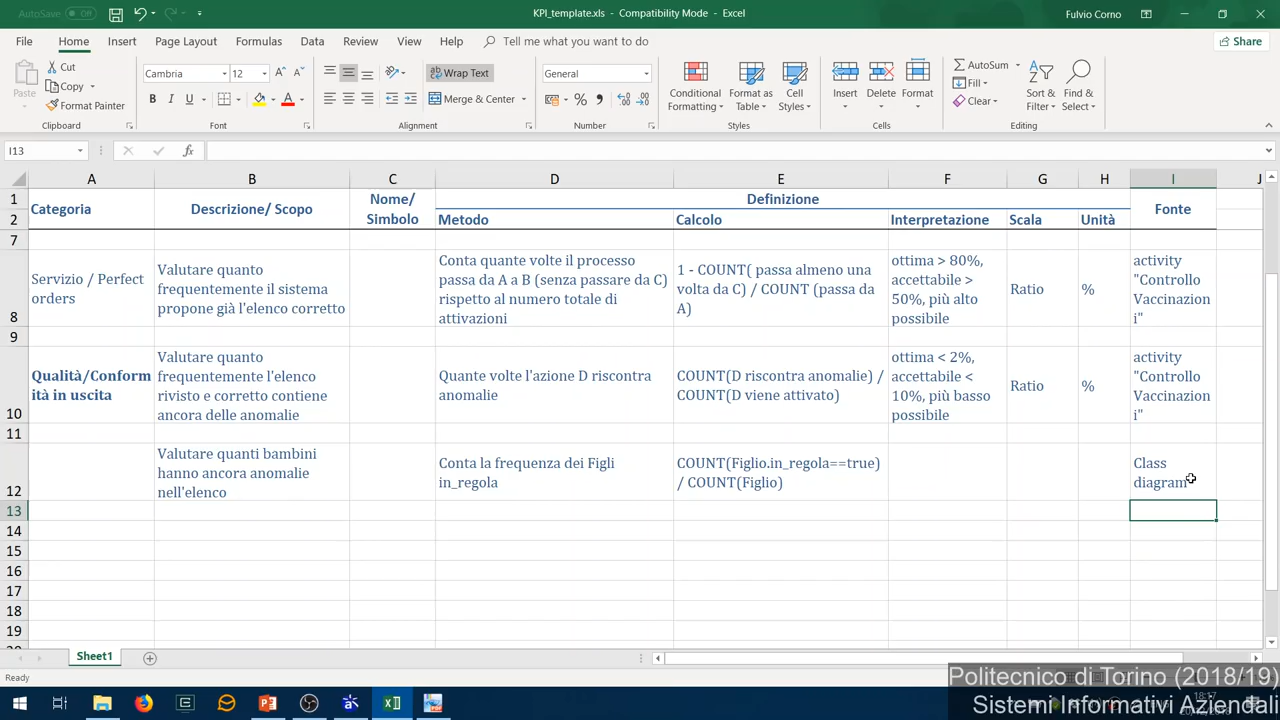 AutoSave Off
KPI_template.xls - Compatibility Mode - Excel
Fulvio Corno
File Home Insert Page Layout Formulas Data Review View Help Tell me what you want to do Share
Paste
Cut
Copy
Format Painter
Clipboard
Cambria 12
B I U A
Font
Wrap Text
Merge & Center
Alignment
General
%
Number
Conditional
Formatting
Format as
Table
Cell
Styles
Styles
Insert
Delete
Format
Cells
AutoSum
Fill
Clear
Sort &
Filter
Find &
Select
Editing
I13 fx
A B C D E F G H I J
1
2
Categoria
Descrizione/ Scopo
Nome/
Simbolo
Definizione
Metodo
Calcolo
Interpretazione
Scala
Unità
Fonte
7
8
Servizio / Perfect
orders
Valutare quanto
frequentemente il sistema
propone già l'elenco corretto
Conta quante volte il processo
passa da A a B (senza passare da C)
rispetto al numero totale di
attivazioni
1 - COUNT( passa almeno una
volta da C) / COUNT (passa da
A)
ottima > 80%,
accettabile >
50%, più alto
possibile
Ratio
%
activity
"Controllo
Vaccinazion
i"
9
10
Qualità/Conform
ità in uscita
Valutare quanto
frequentemente l'elenco
rivisto e corretto contiene
ancora delle anomalie
Quante volte l'azione D riscontra
anomalie
COUNT(D riscontra anomalie) /
COUNT(D viene attivato)
ottima < 2%,
accettabile <
10%, più basso
possibile
Ratio
%
activity
"Controllo
Vaccinazion
i"
11
12
Valutare quanti bambini
hanno ancora anomalie
nell'elenco
Conta la frequenza dei Figli
in_regola
COUNT(Figlio.in_regola==true)
/ COUNT(Figlio)
Class
diagram
13
14
15
16
17
18
19
Sheet1
Ready
Politecnico di Torino (2018/19)
Sistemi Informativi Aziendali
18:17